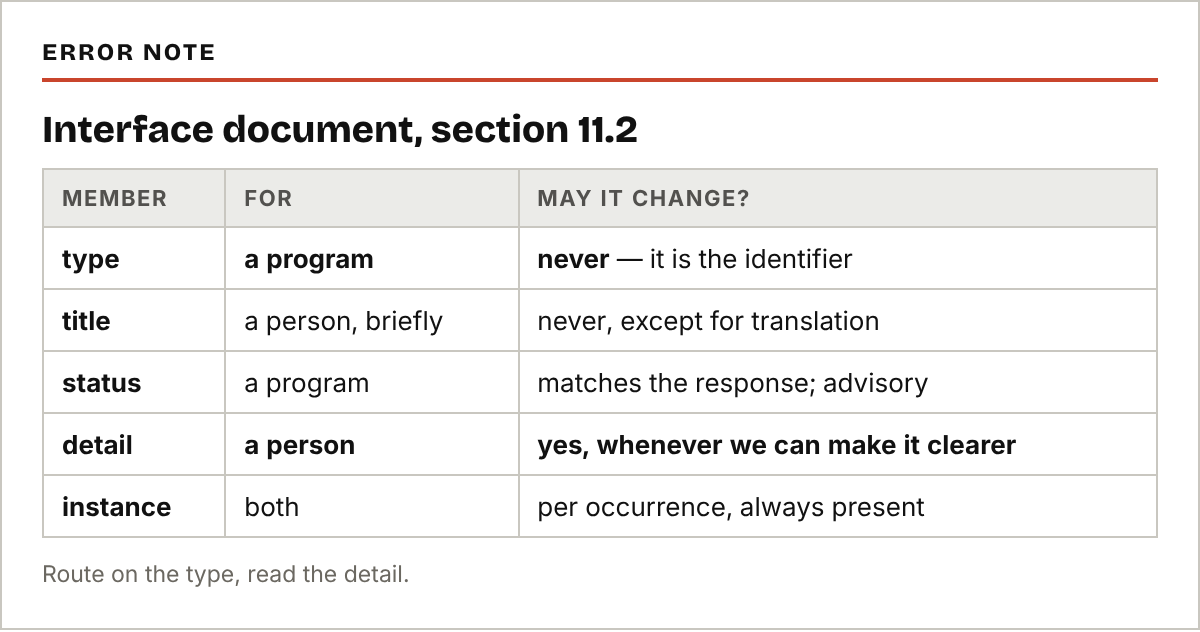 ERROR NOTE
Interface document, section 11.2
MEMBER FOR MAY IT CHANGE?
type a program never — it is the identifier
title a person, briefly never, except for translation
status a program matches the response; advisory
detail a person yes, whenever we can make it clearer
instance both per occurrence, always present
Route on the type, read the detail.